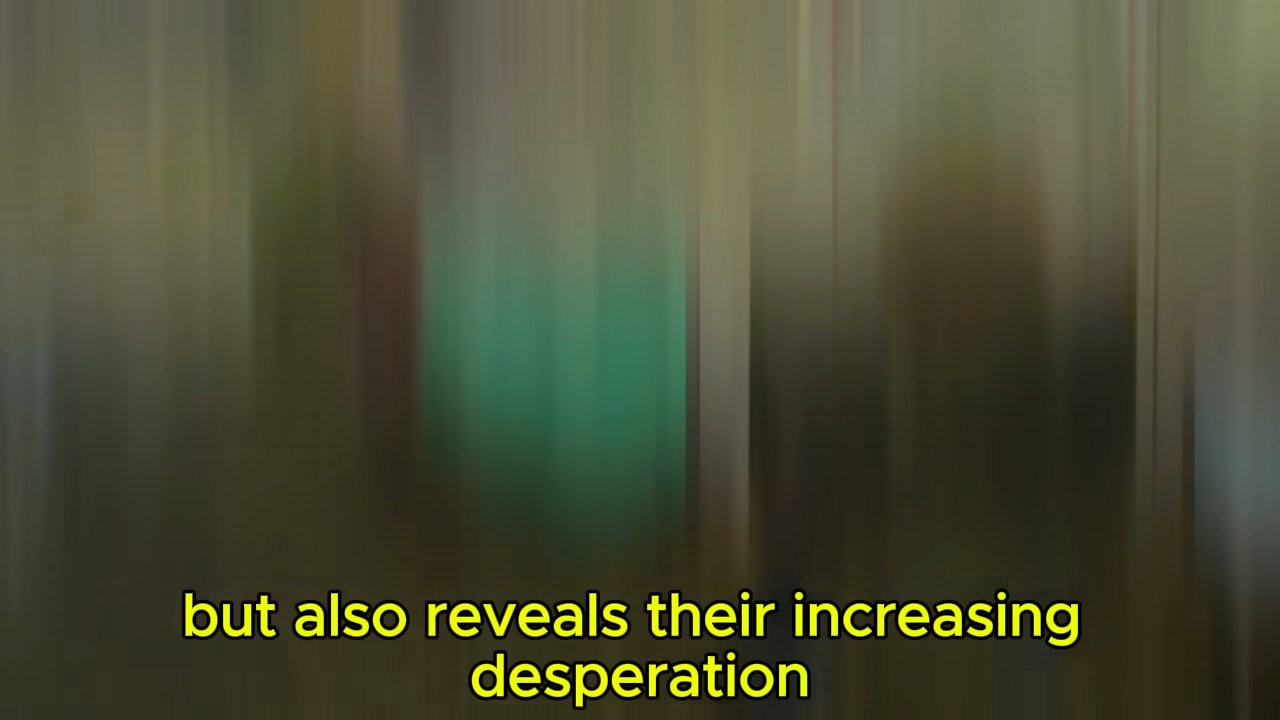 but also reveals their increasing
desperation